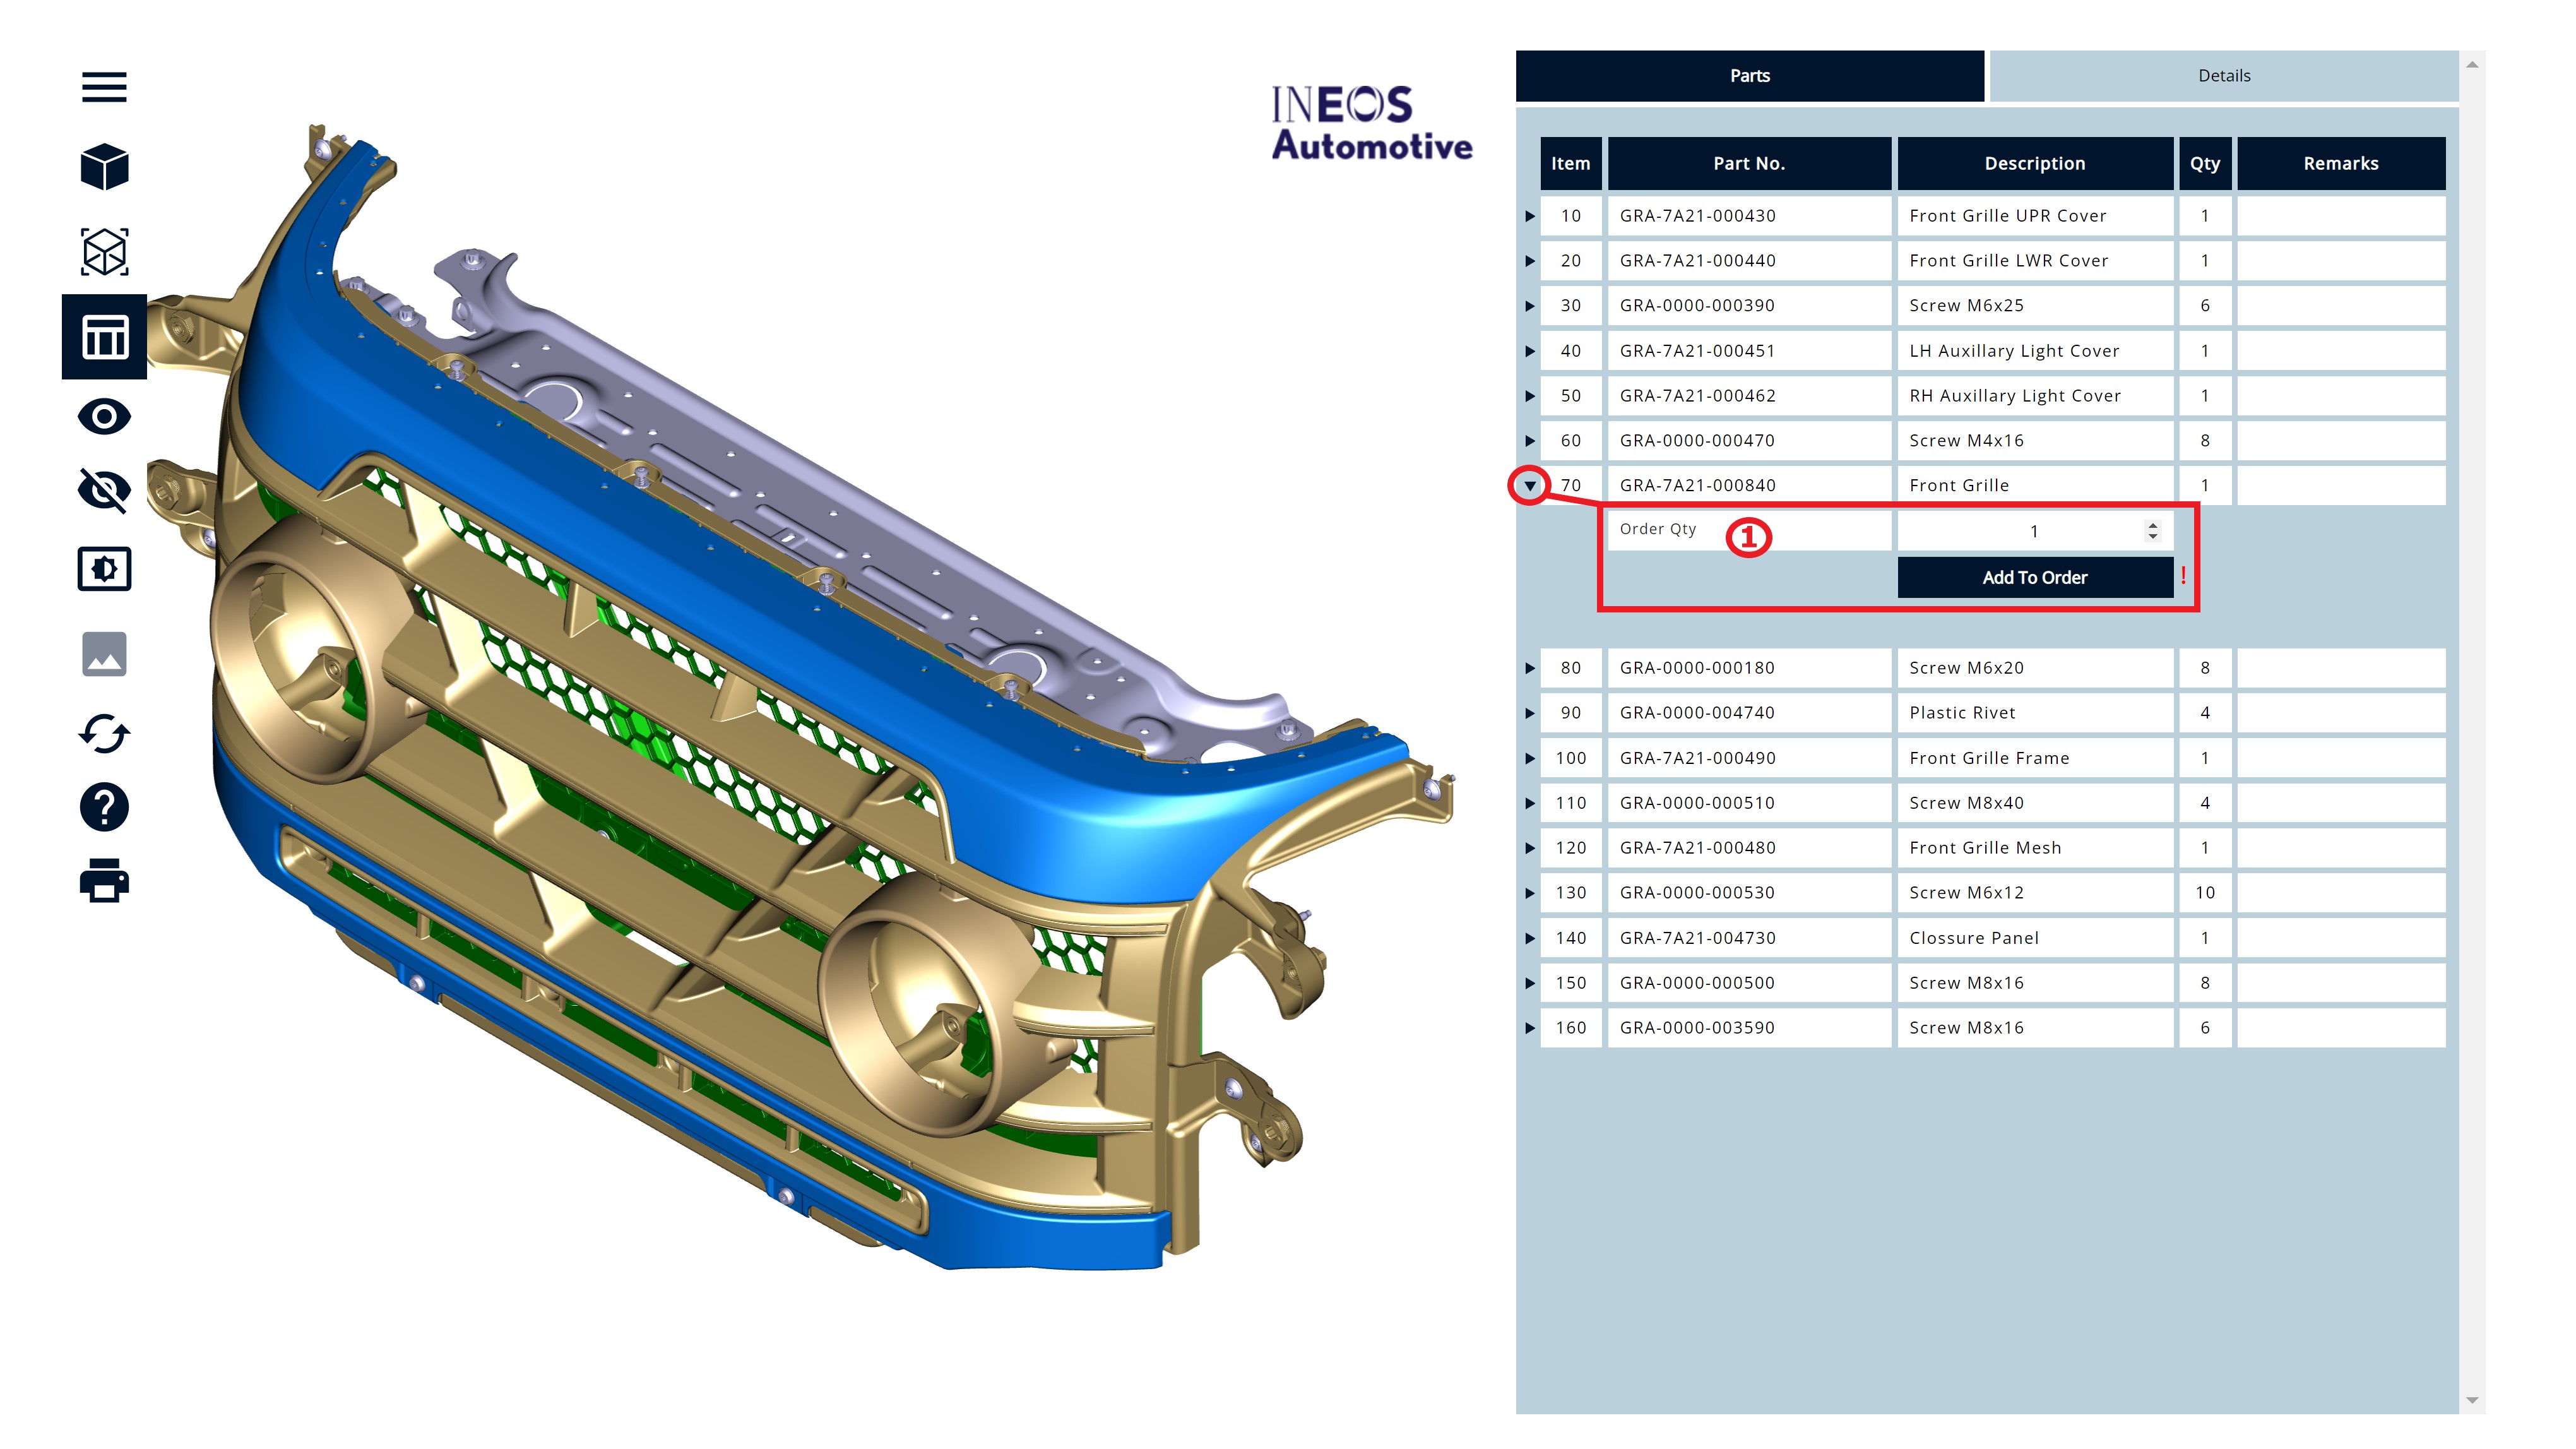 INEOS
Automotive
Parts Details
Item Part No. Description Qty Remarks
10 GRA-7A21-000430 Front Grille UPR Cover 1
20 GRA-7A21-000440 Front Grille LWR Cover 1
30 GRA-0000-000390 Screw M6x25 6
40 GRA-7A21-000451 LH Auxillary Light Cover 1
50 GRA-7A21-000462 RH Auxillary Light Cover 1
60 GRA-0000-000470 Screw M4x16 8
70 GRA-7A21-000840 Front Grille 1
Order Qty 1 1
Add To Order !
80 GRA-0000-000180 Screw M6x20 8
90 GRA-0000-004740 Plastic Rivet 4
100 GRA-7A21-000490 Front Grille Frame 1
110 GRA-0000-000510 Screw M8x40 4
120 GRA-7A21-000480 Front Grille Mesh 1
130 GRA-0000-000530 Screw M6x12 10
140 GRA-7A21-004730 Clossure Panel 1
150 GRA-0000-000500 Screw M8x16 8
160 GRA-0000-003590 Screw M8x16 6